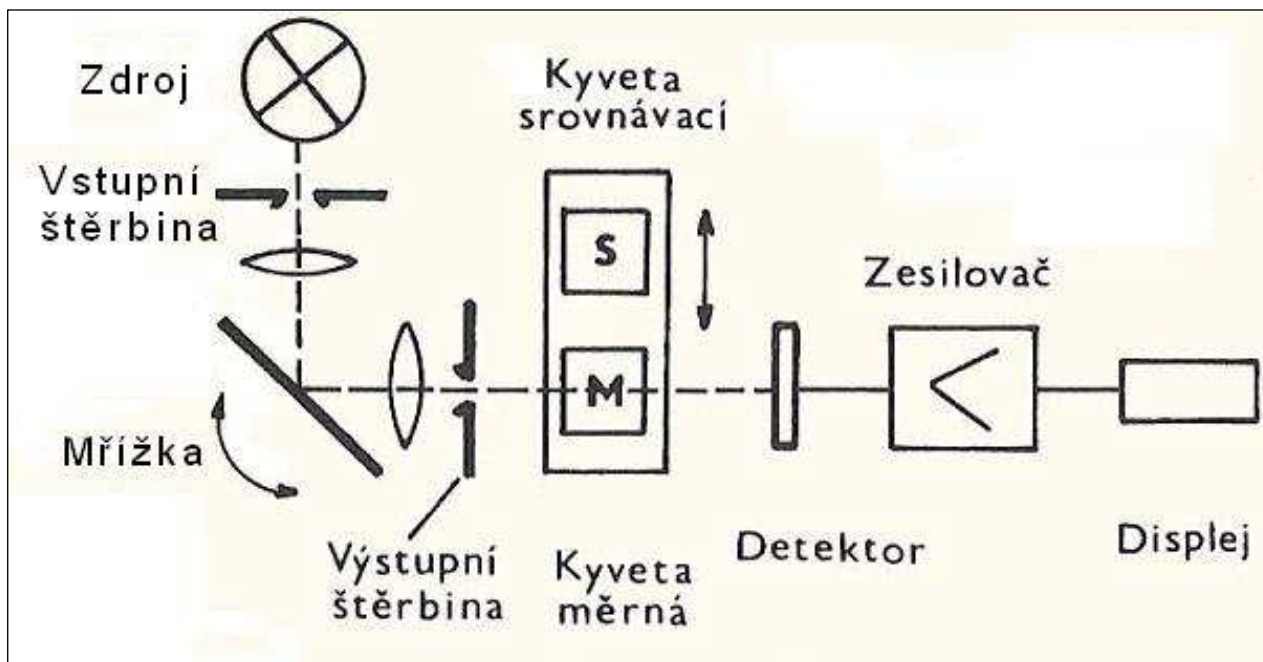 Zdroj
Vstupní
štěrbina
Mřížka
Výstupní
štěrbina
Kyveta
srovnávací
S
M
Kyveta
měrná
Detektor
Zesilovač
Displej